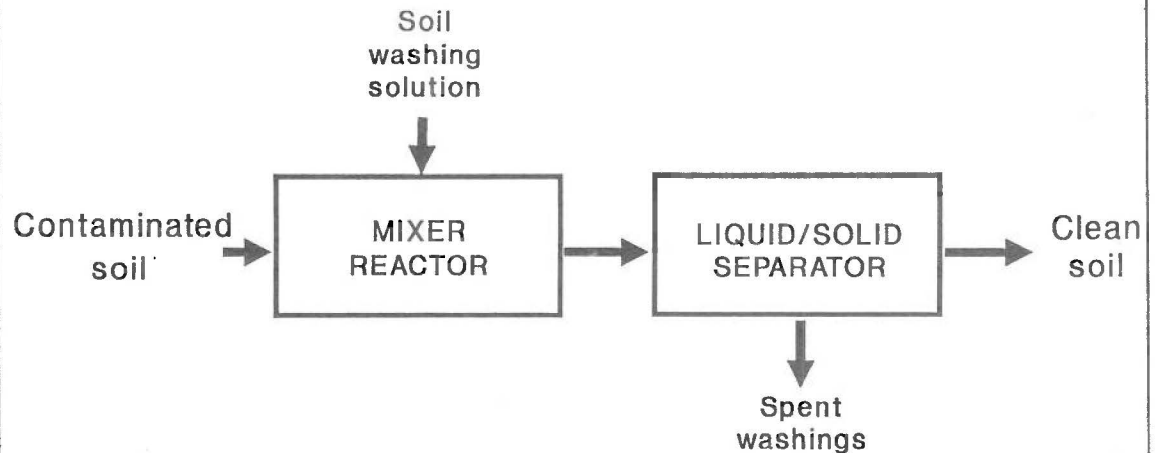 Soil
washing
solution
Contaminated
soil
MIXER
REACTOR
LIQUID/SOLID
SEPARATOR
Clean
soil
Spent
washings